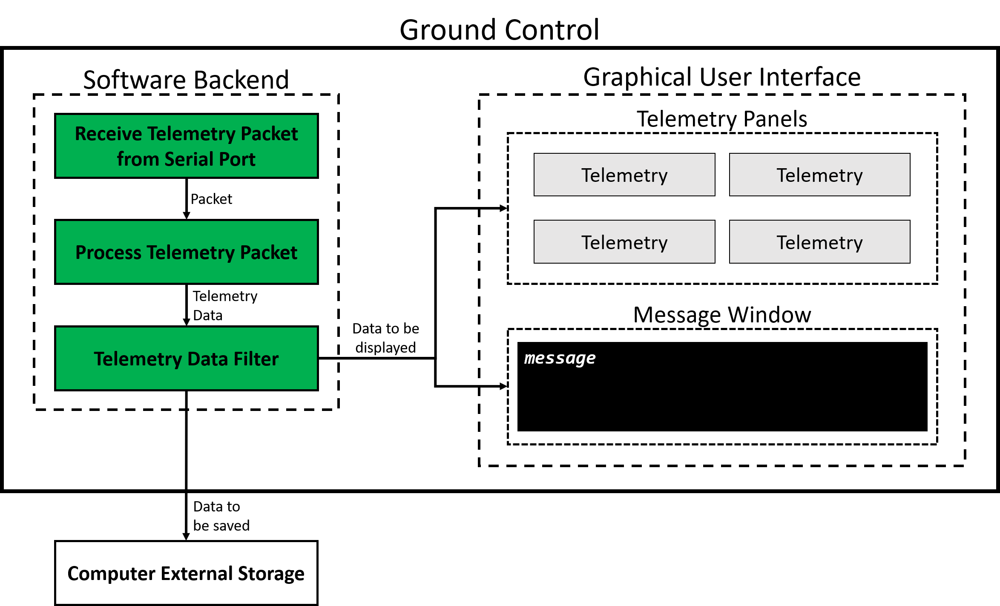 Ground Control
Software Backend
Receive Telemetry Packet
from Serial Port
Packet
Process Telemetry Packet
Telemetry
Data
Telemetry Data Filter
Data to be
displayed
Graphical User Interface
Telemetry Panels
Telemetry
Telemetry
Telemetry
Telemetry
Message Window
message
Data to
be saved
Computer External Storage